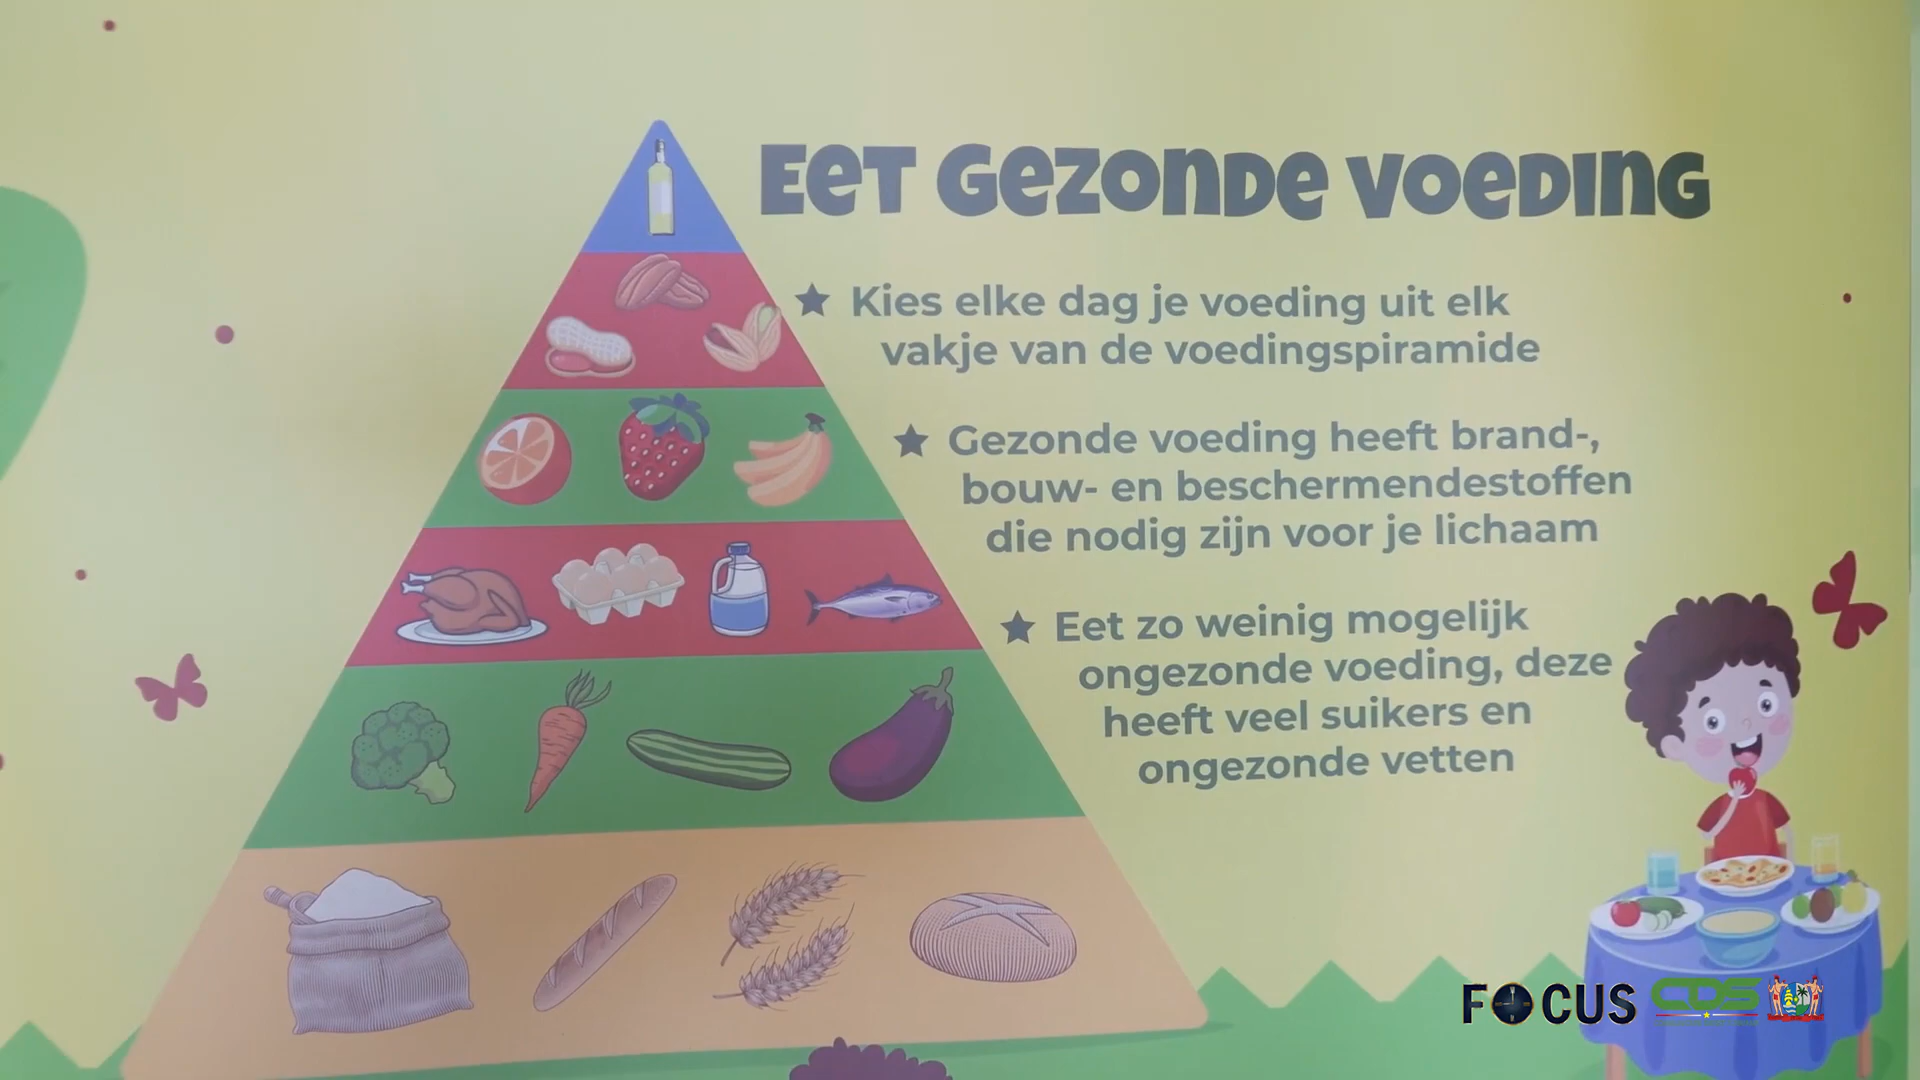 Eet Gezonde Voeding
Kies elke dag je voeding uit elk
vakje van de voedingspiramide
Gezonde voeding heeft brand-,
bouw- en beschermendestoffen
die nodig zijn voor je lichaam
Eet zo weinig mogelijk
ongezonde voeding, deze
heeft veel suikers en
ongezonde vetten
FOCUS
CDS